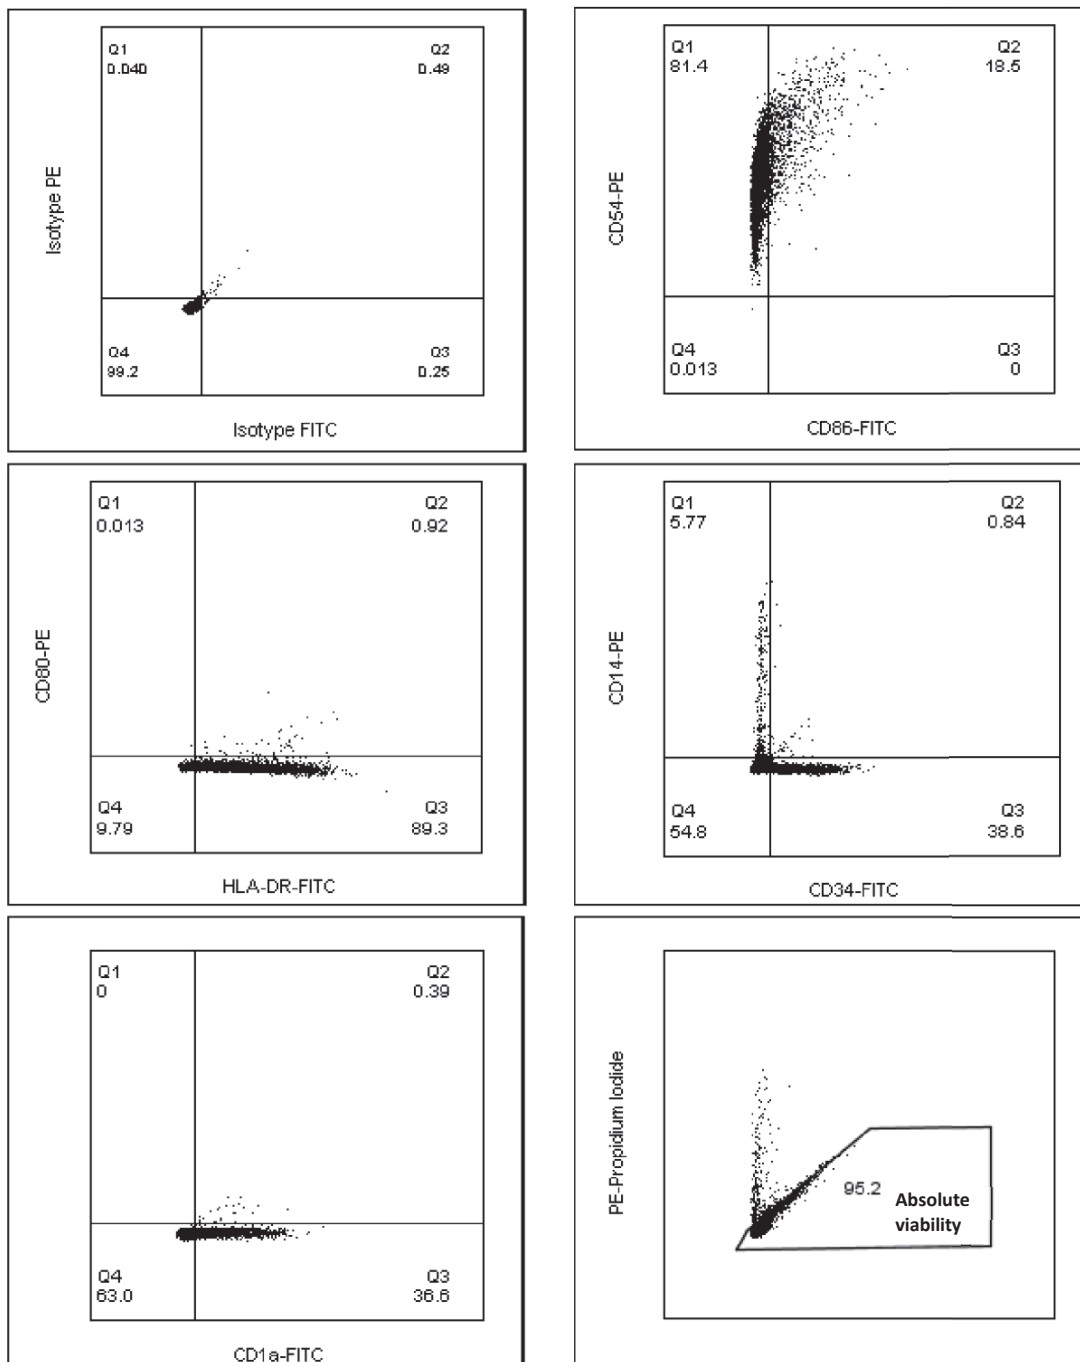 Q1
0.040
Q2
0.49
Isotype PE
Q4
99.2
Q3
0.25
Isotype FITC
Q1
81.4
Q2
18.5
CD54-PE
Q4
0.013
Q3
0
CD86-FITC
Q1
0.013
Q2
0.92
CD80-PE
Q4
9.79
Q3
89.3
HLA-DR-FITC
Q1
5.77
Q2
0.84
CD14-PE
Q4
54.8
Q3
38.6
CD34-FITC
Q1
0
Q2
0.39
Q4
63.0
Q3
36.6
CD1a-FITC
PE-Propidium Iodide
95.2
Absolute
viability